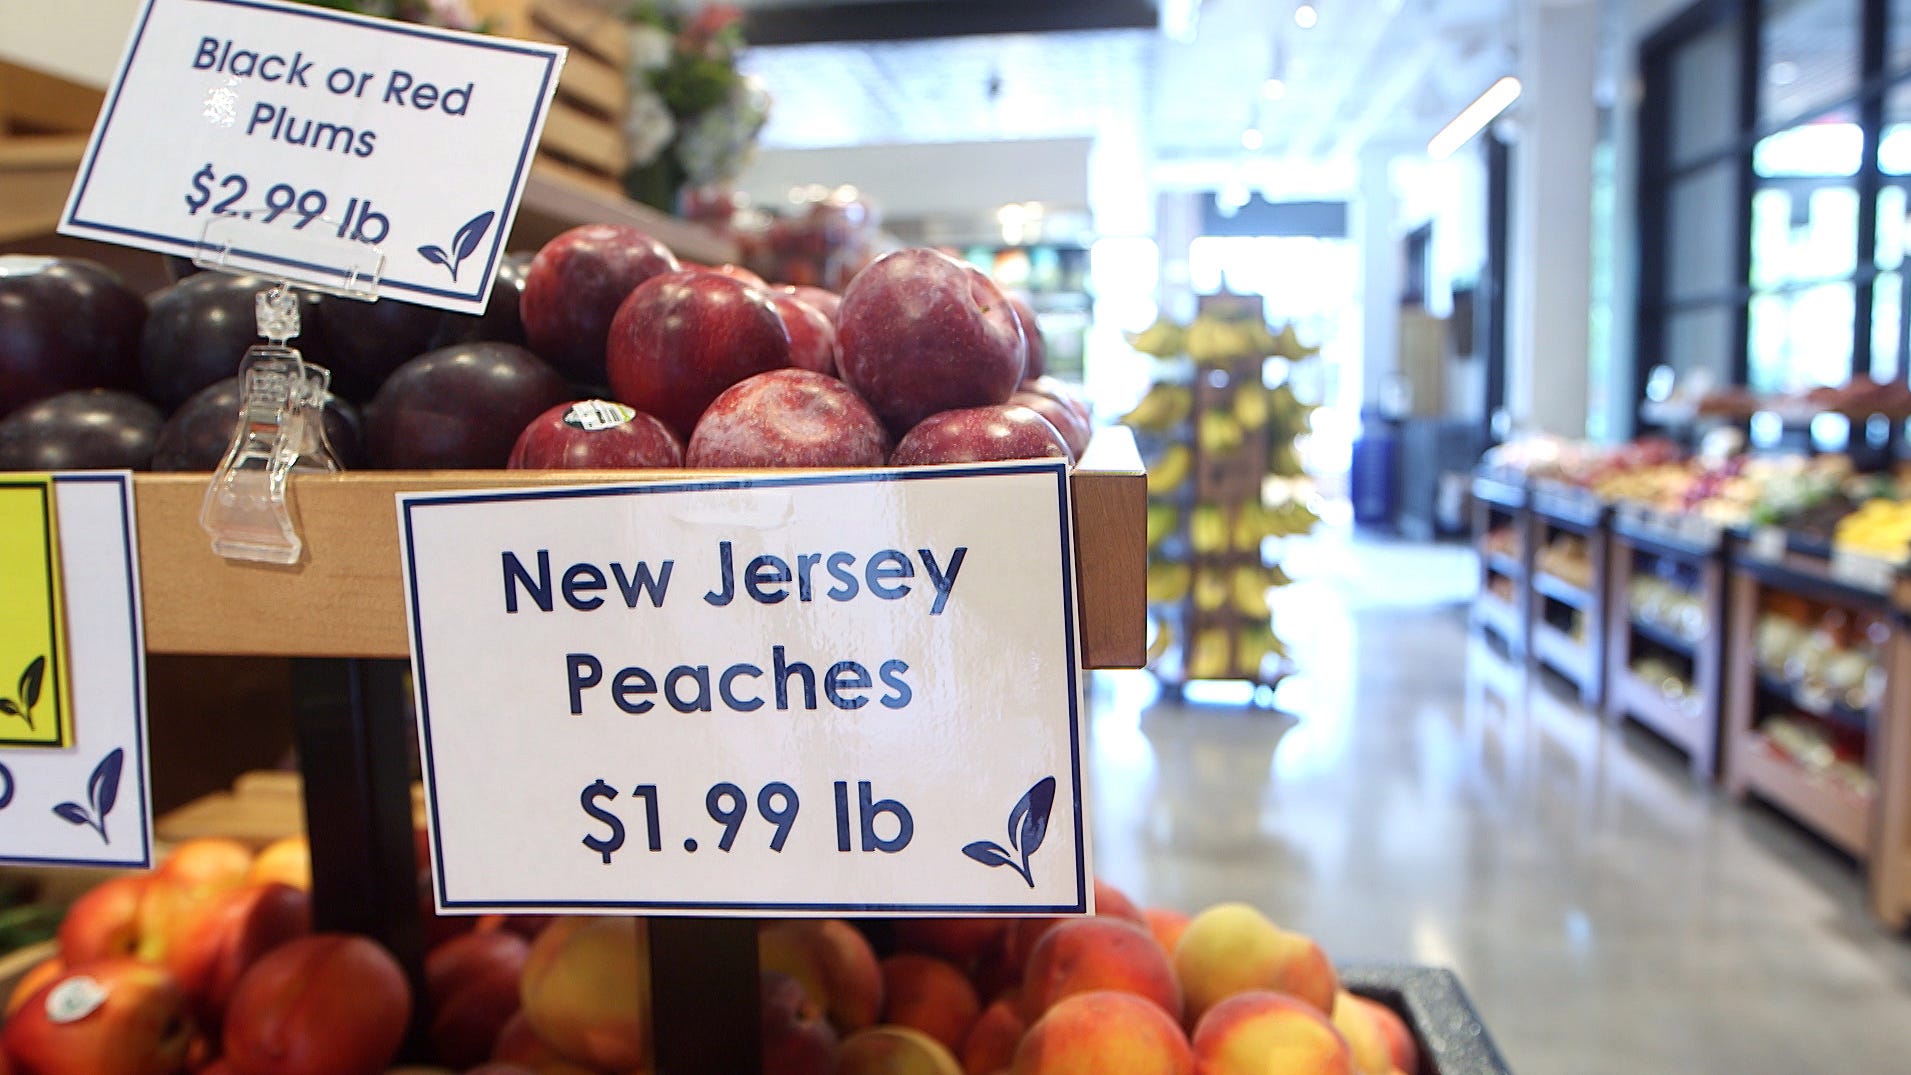 Black or Red
Plums
$2.99 lb
New Jersey
Peaches
$1.99 lb